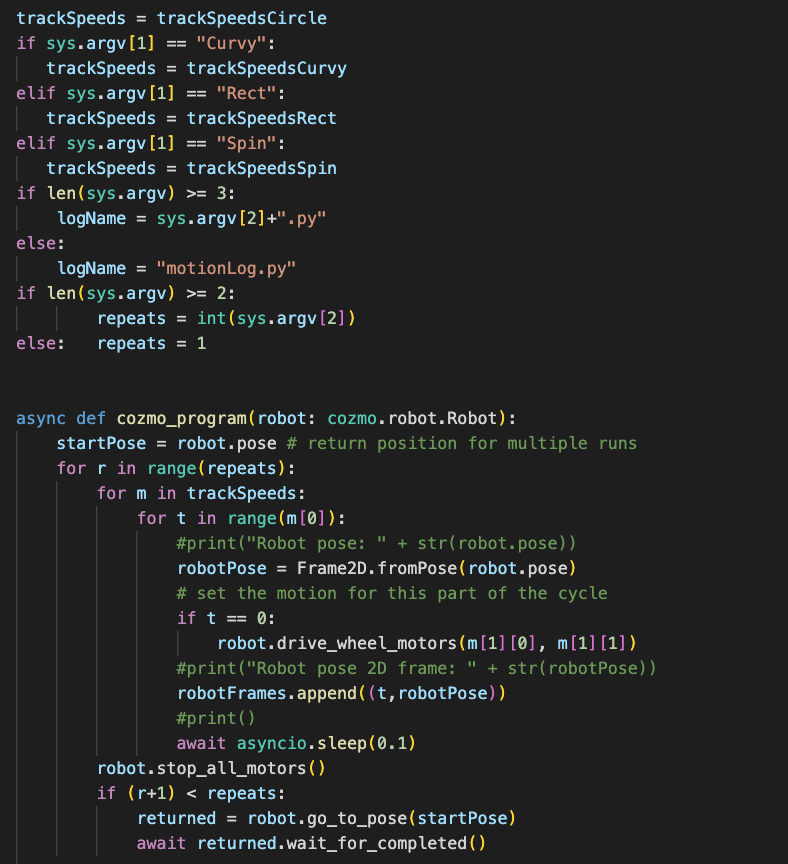 trackSpeeds = trackSpeedsCircle
if sys.argv[1] == "Curvy":
   trackSpeeds = trackSpeedsCurvy
elif sys.argv[1] == "Rect":
   trackSpeeds = trackSpeedsRect
elif sys.argv[1] == "Spin":
   trackSpeeds = trackSpeedsSpin
if len(sys.argv) >= 3:
    logName = sys.argv[2]+".py"
else:
    logName = "motionLog.py"
if len(sys.argv) >= 2:
        repeats = int(sys.argv[2])
else:   repeats = 1


async def cozmo_program(robot: cozmo.robot.Robot):
    startPose = robot.pose # return position for multiple runs
    for r in range(repeats):
        for m in trackSpeeds:
            for t in range(m[0]):
                #print("Robot pose: " + str(robot.pose))
                robotPose = Frame2D.fromPose(robot.pose)
                # set the motion for this part of the cycle
                if t == 0:
                    robot.drive_wheel_motors(m[1][0], m[1][1])
                #print("Robot pose 2D frame: " + str(robotPose))
                robotFrames.append((t,robotPose))
                #print()
                await asyncio.sleep(0.1)
        robot.stop_all_motors()
        if (r+1) < repeats:
            returned = robot.go_to_pose(startPose)
            await returned.wait_for_completed()